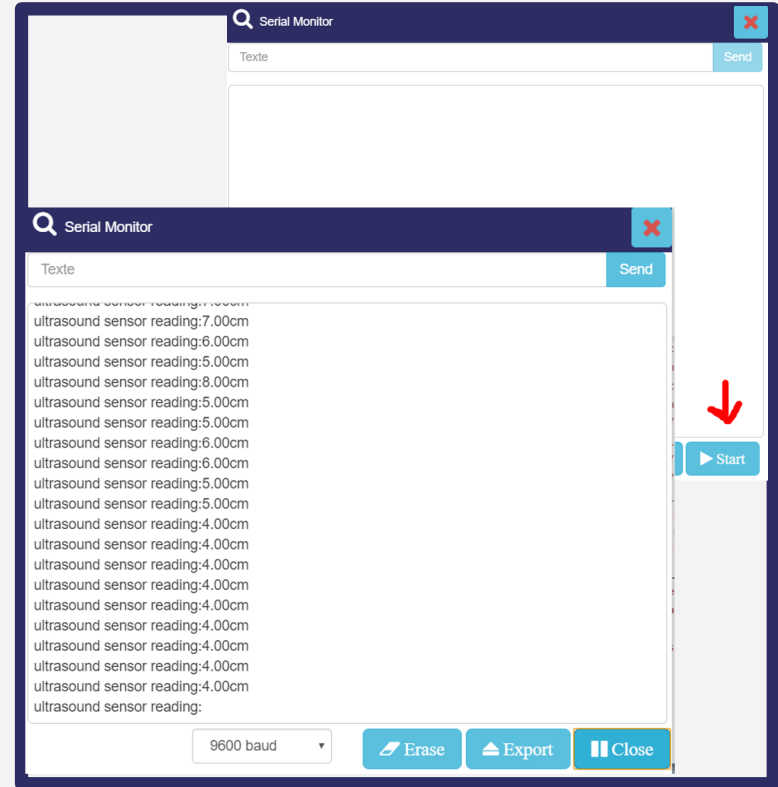 Serial Monitor
Texte
Send
Start
Serial Monitor
Texte
Send
ultrasound sensor reading:7.00cm
ultrasound sensor reading:6.00cm
ultrasound sensor reading:5.00cm
ultrasound sensor reading:8.00cm
ultrasound sensor reading:5.00cm
ultrasound sensor reading:5.00cm
ultrasound sensor reading:6.00cm
ultrasound sensor reading:6.00cm
ultrasound sensor reading:5.00cm
ultrasound sensor reading:5.00cm
ultrasound sensor reading:4.00cm
ultrasound sensor reading:4.00cm
ultrasound sensor reading:4.00cm
ultrasound sensor reading:4.00cm
ultrasound sensor reading:4.00cm
ultrasound sensor reading:4.00cm
ultrasound sensor reading:4.00cm
ultrasound sensor reading:4.00cm
ultrasound sensor reading:4.00cm
ultrasound sensor reading:
9600 baud
Erase
Export
Close